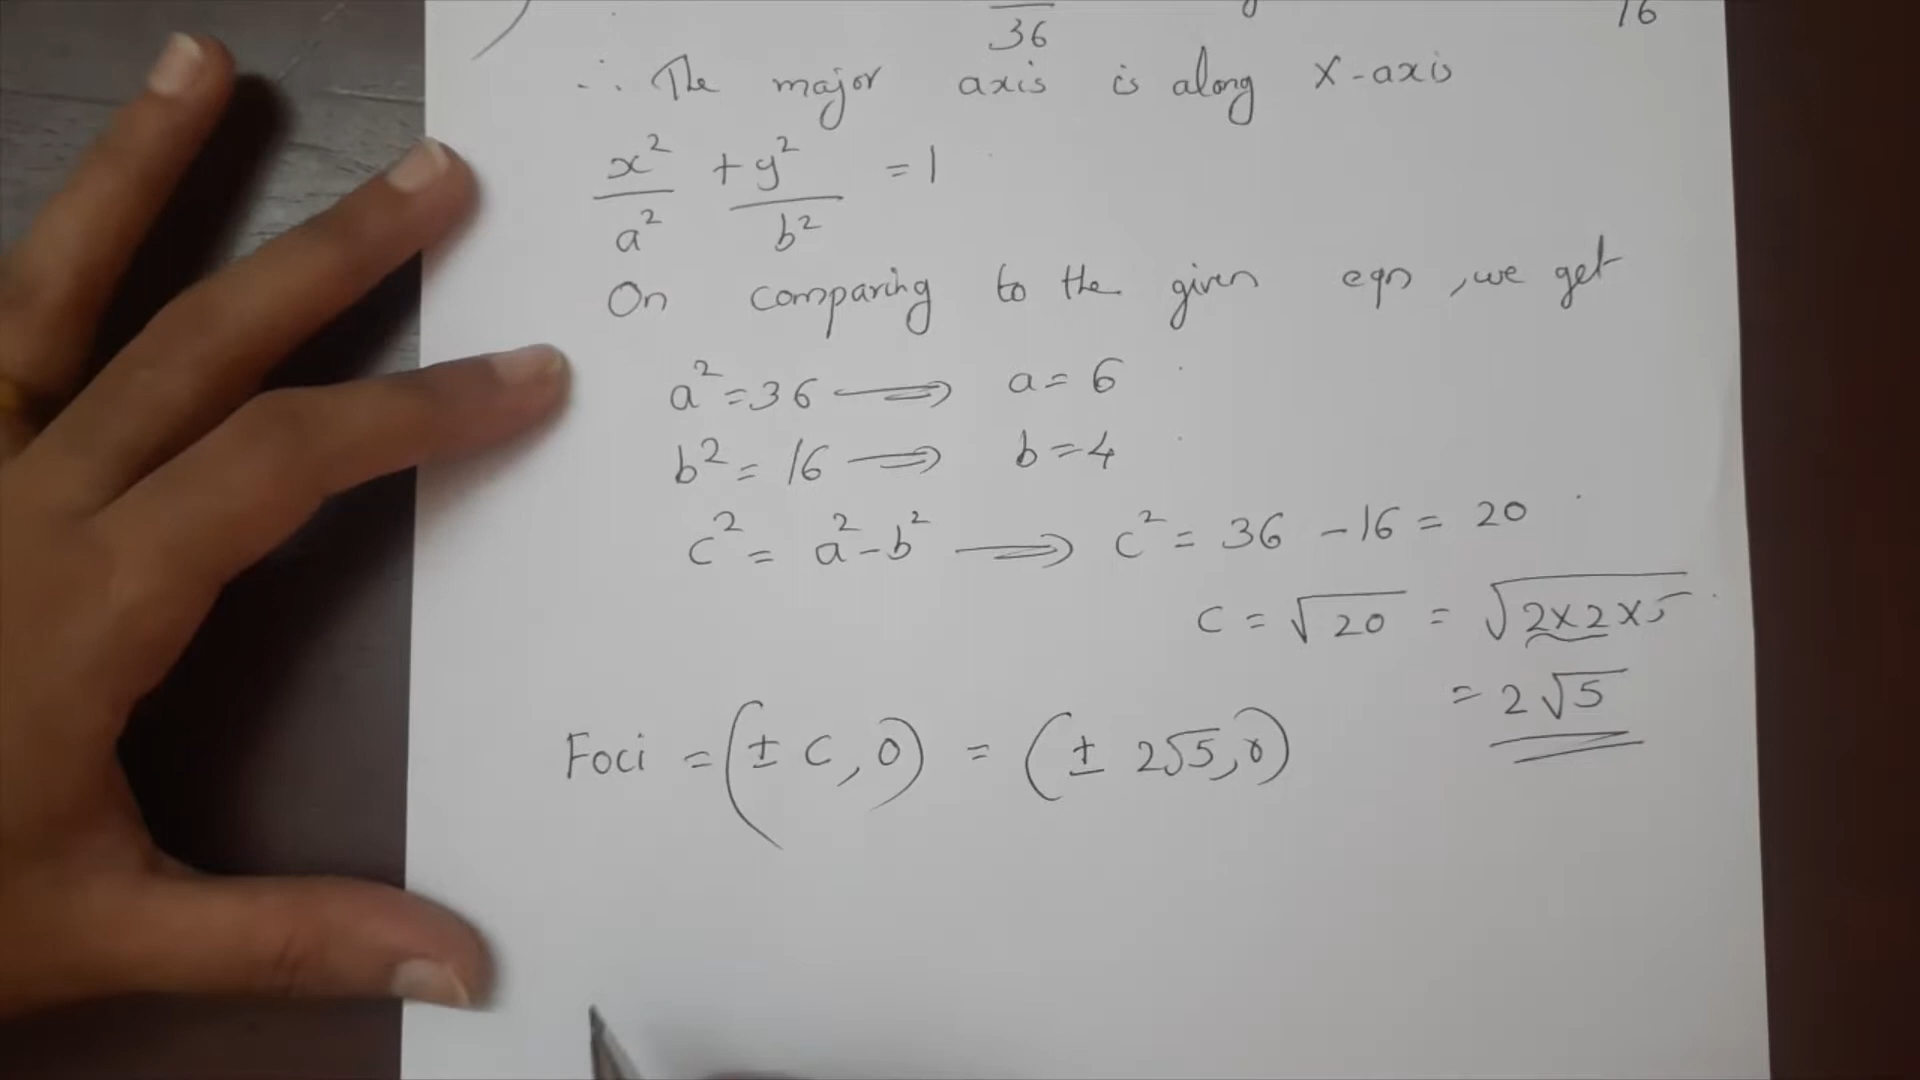 36 16
∴ The major axis is along X-axis
x²/a² + y²/b² = 1
On comparing to the given eqn, we get
a² = 36 ⟹ a = 6
b² = 16 ⟹ b = 4
c² = a² - b² ⟹ c² = 36 - 16 = 20
c = √20 = √2×2×5
= 2√5
Foci = (± c, 0) = (± 2√5, 0)